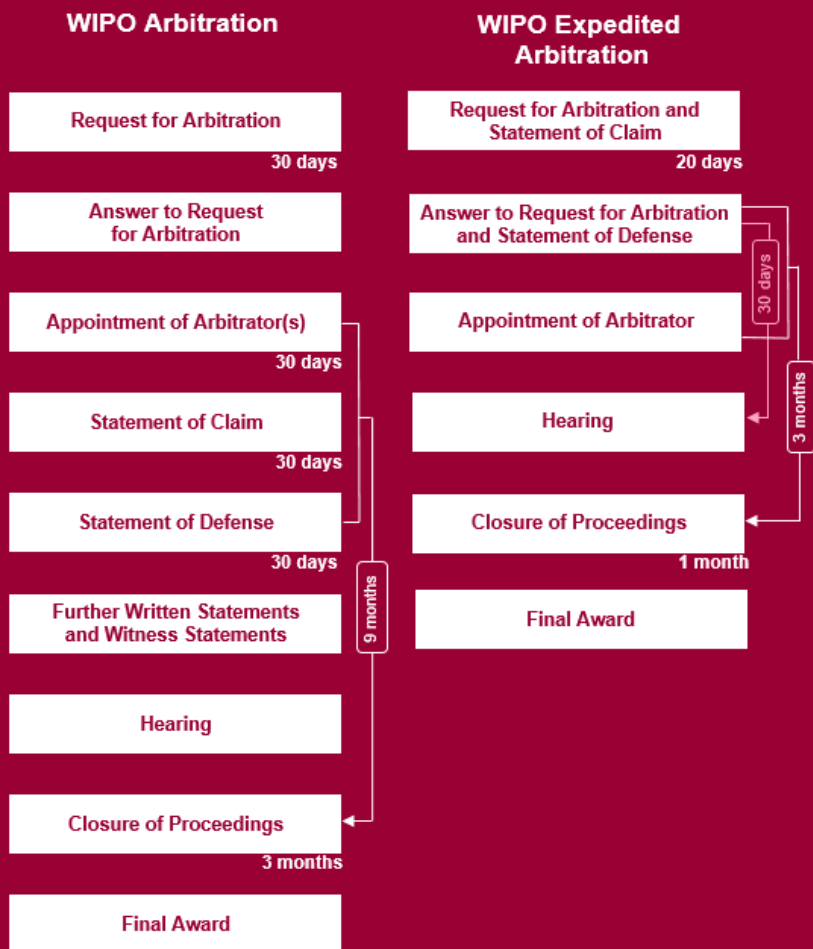 WIPO Arbitration
Request for Arbitration
30 days
Answer to Request
for Arbitration
Appointment of Arbitrator(s)
30 days
Statement of Claim
30 days
Statement of Defense
30 days
Further Written Statements
and Witness Statements
9 months
Hearing
Closure of Proceedings
3 months
Final Award
WIPO Expedited
Arbitration
Request for Arbitration and
Statement of Claim
20 days
Answer to Request for Arbitration
and Statement of Defense
30 days
Appointment of Arbitrator
Hearing
3 months
Closure of Proceedings
1 month
Final Award